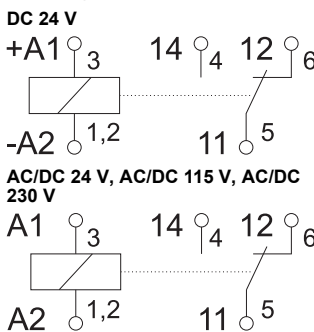 DC 24 V
+A1 3 14 4 12 6
-A2 1,2 11 5
AC/DC 24 V, AC/DC 115 V, AC/DC
230 V
A1 3 14 4 12 6
A2 1,2 11 5